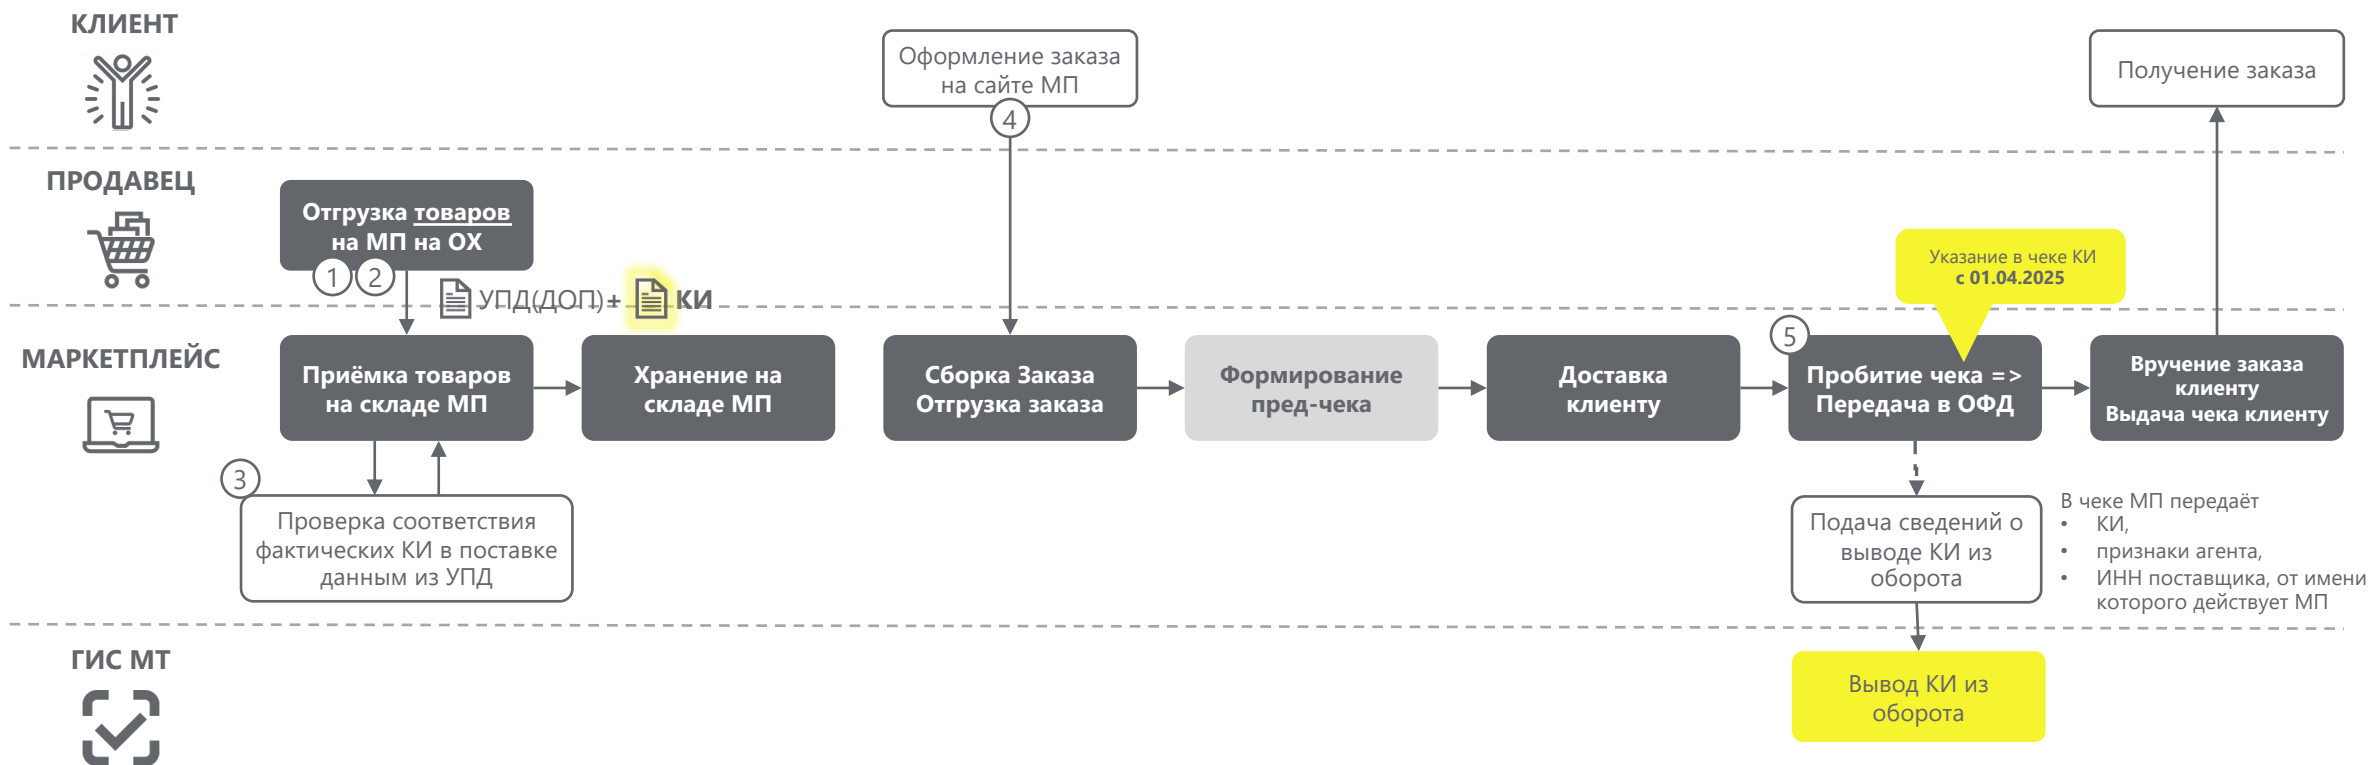 КЛИЕНТ
Оформление заказа
на сайте МП
4
Получение заказа
ПРОДАВЕЦ
Отгрузка товаров
на МП на ОХ
1
2
УПД(ДОП)+
КИ
Указание в чеке КИ
с 01.04.2025
МАРКЕТПЛЕЙС
Приёмка товаров
на складе МП
Хранение на
складе МП
Сборка Заказа
Отгрузка заказа
Формирование
пред-чека
Доставка
клиенту
5
Пробитие чека =>
Передача в ОФД
Вручение заказа
клиенту
Выдача чека клиенту
3
Проверка соответствия
фактических КИ в поставке
данным из УПД
Подача сведений о
выводе КИ из
оборота
В чеке МП передаёт
• КИ,
• признаки агента,
• ИНН поставщика, от имени
которого действует МП
ГИС МТ
Вывод КИ из
оборота